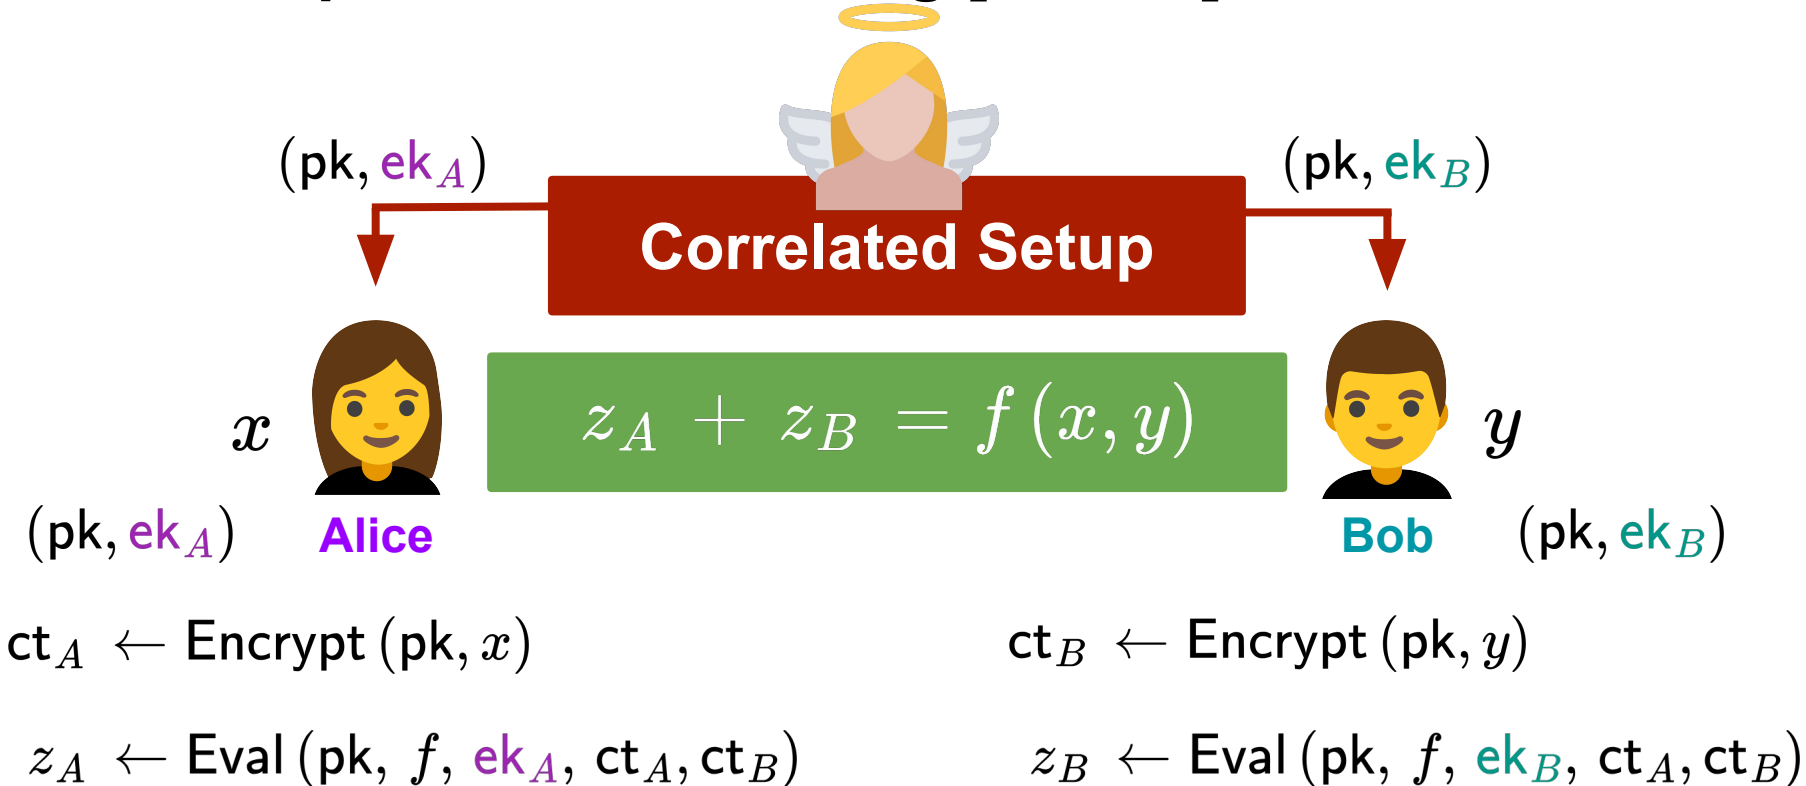 (pk, ek_A) (pk, ek_B)
Correlated Setup
x z_A + z_B = f(x, y) y
(pk, ek_A) Alice Bob (pk, ek_B)
ct_A ← Encrypt(pk, x) ct_B ← Encrypt(pk, y)
z_A ← Eval(pk, f, ek_A, ct_A, ct_B) z_B ← Eval(pk, f, ek_B, ct_A, ct_B)